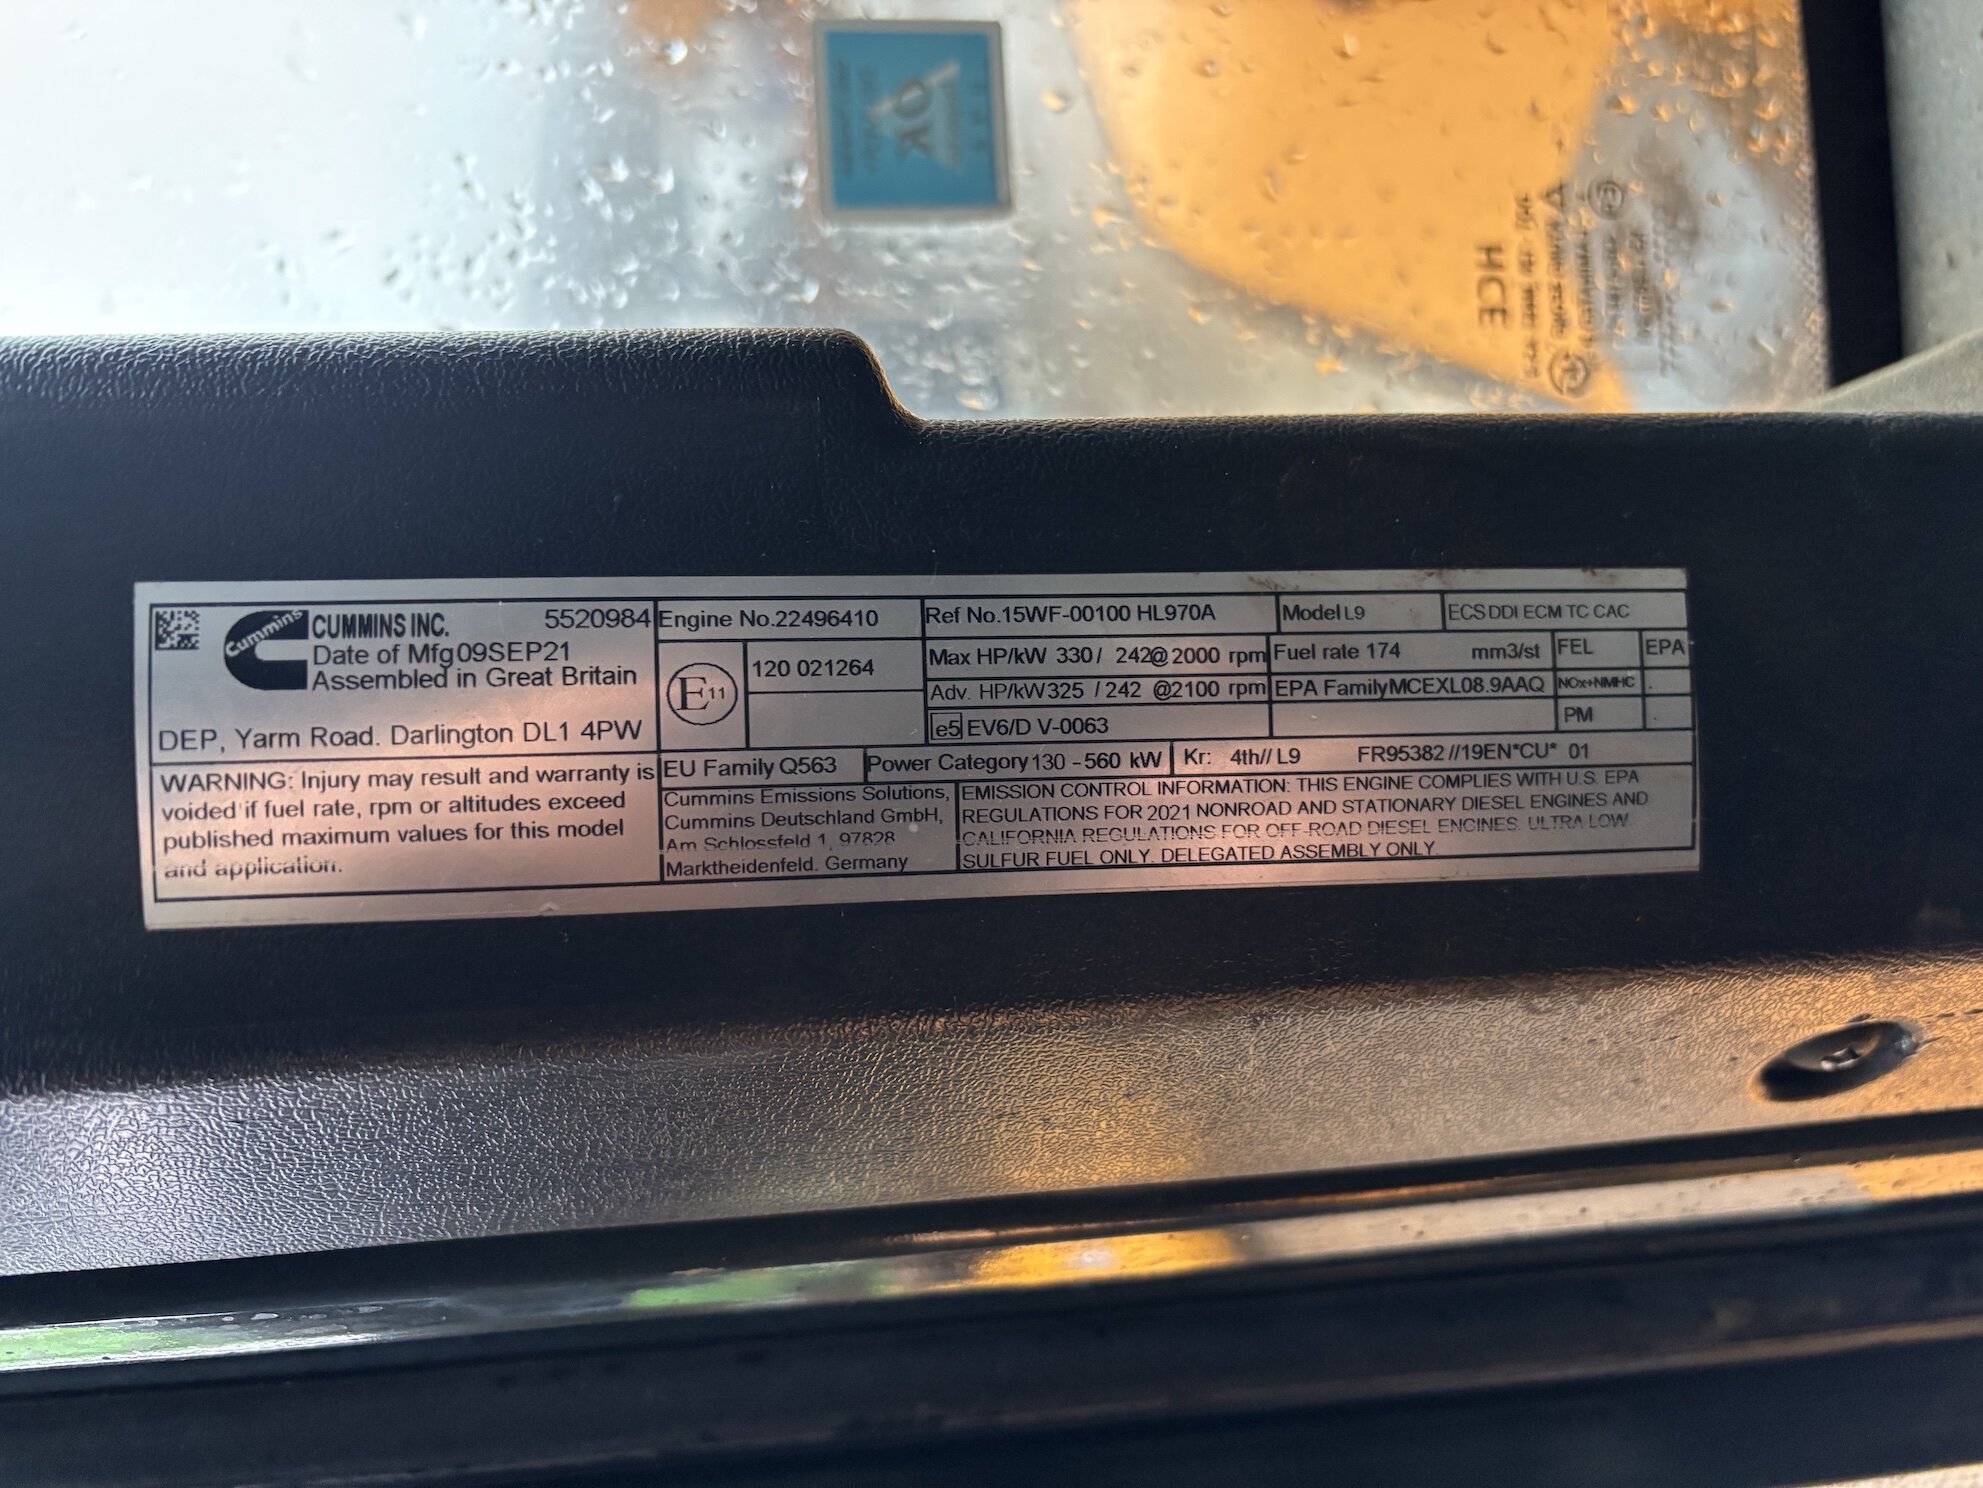 OK
HCE
Cummins
CUMMINS INC. 5520984
Date of Mfg 09SEP21
Assembled in Great Britain
DEP, Yarm Road. Darlington DL1 4PW
WARNING: Injury may result and warranty is
voided if fuel rate, rpm or altitudes exceed
published maximum values for this model
and application.
Engine No.22496410
E11
120 021264
Ref No.15WF-00100 HL970A
Model L9
ECS DDI ECM TC CAC
Max HP/kW 330/ 242@ 2000 rpm
Fuel rate 174 mm3/st
FEL
EPA
Adv. HP/kW325 / 242 @2100 rpm
EPA FamilyMCEXL08.9AAQ
NOx+NMHC
.
e5 EV6/D V-0063
PM
.
EU Family Q563
Power Category 130 - 560 kW
Kr: 4th// L9 FR95382 //19EN*CU* 01
Cummins Emissions Solutions,
Cummins Deutschland GmbH,
Am Schlossfeld 1, 97828
Marktheidenfeld. Germany
EMISSION CONTROL INFORMATION: THIS ENGINE COMPLIES WITH U.S. EPA
REGULATIONS FOR 2021 NONROAD AND STATIONARY DIESEL ENGINES AND
CALIFORNIA REGULATIONS FOR OFF-ROAD DIESEL ENGINES. ULTRA LOW
SULFUR FUEL ONLY. DELEGATED ASSEMBLY ONLY.